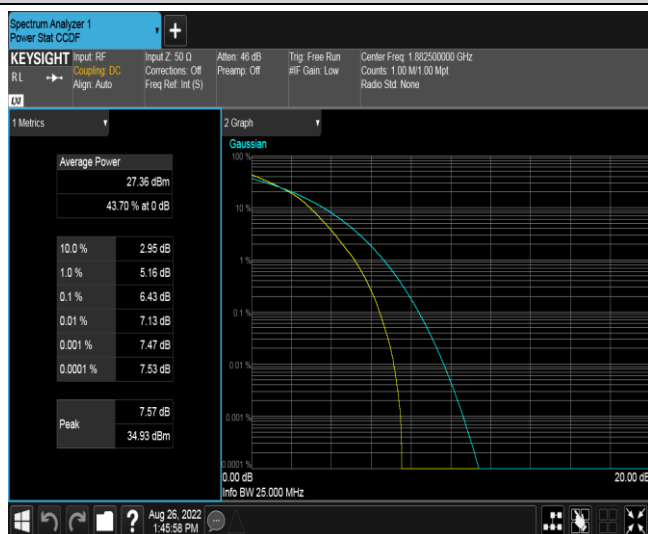 Spectrum Analyzer 1
Power Stat CCDF
KEYSIGHT
RL
LXI
Input: RF
Coupling: DC
Align: Auto
Input Z: 50 Ω
Corrections: Off
Freq Ref: Int (S)
Atten: 46 dB
Preamp: Off
Trig: Free Run
#IF Gain: Low
Center Freq: 1.882500000 GHz
Counts: 1.00 M/1.00 Mpt
Radio Std: None
1 Metrics
Average Power
27.36 dBm
43.70 % at 0 dB
10.0 % 2.95 dB
1.0 % 5.16 dB
0.1 % 6.43 dB
0.01 % 7.13 dB
0.001 % 7.47 dB
0.0001 % 7.53 dB
Peak
7.57 dB
34.93 dBm
2 Graph
Gaussian
100 %
10 %
1 %
0.1 %
0.01 %
0.001 %
0.0001 %
0.00 dB
20.00 dB
Info BW 25.000 MHz
?
Aug 26, 2022
1:45:58 PM